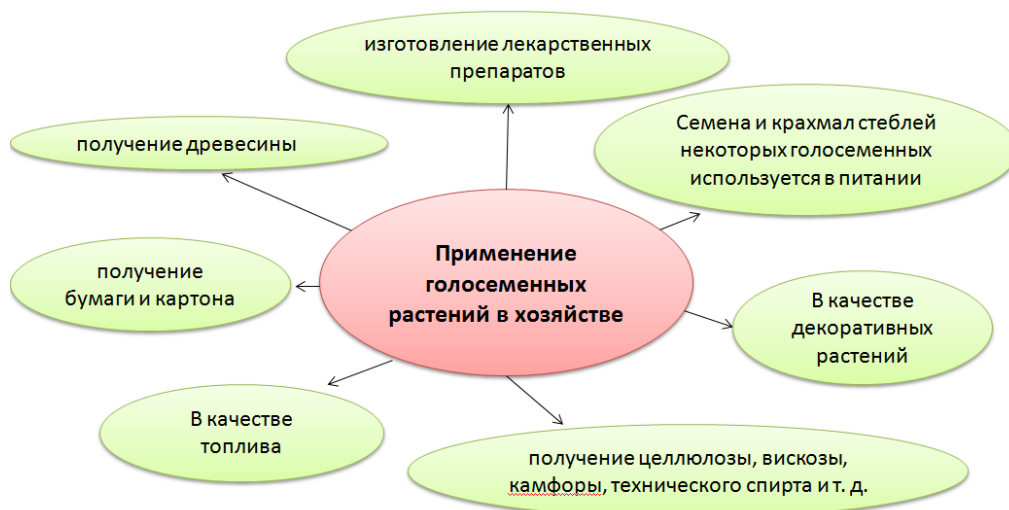 изготовление лекарственных
препаратов
получение древесины
Семена и крахмал стеблей
некоторых голосеменных
используется в питании
Применение
голосеменных
растений в хозяйстве
получение
бумаги и картона
В качестве
декоративных
растений
В качестве
топлива
получение целлюлозы, вискозы,
камфоры, технического спирта и т. д.